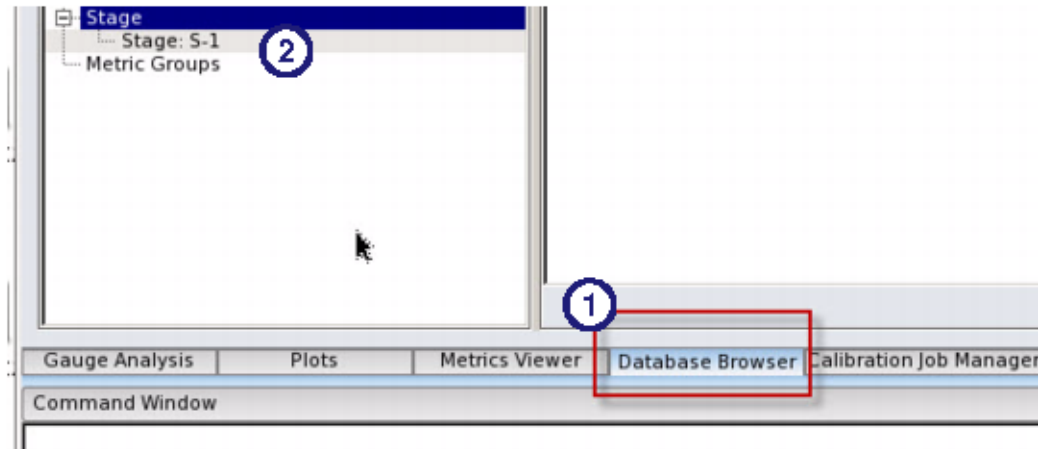 Stage
Stage: S-1
2
Metric Groups
1
Gauge Analysis Plots Metrics Viewer Database Browser Calibration Job Manager
Command Window